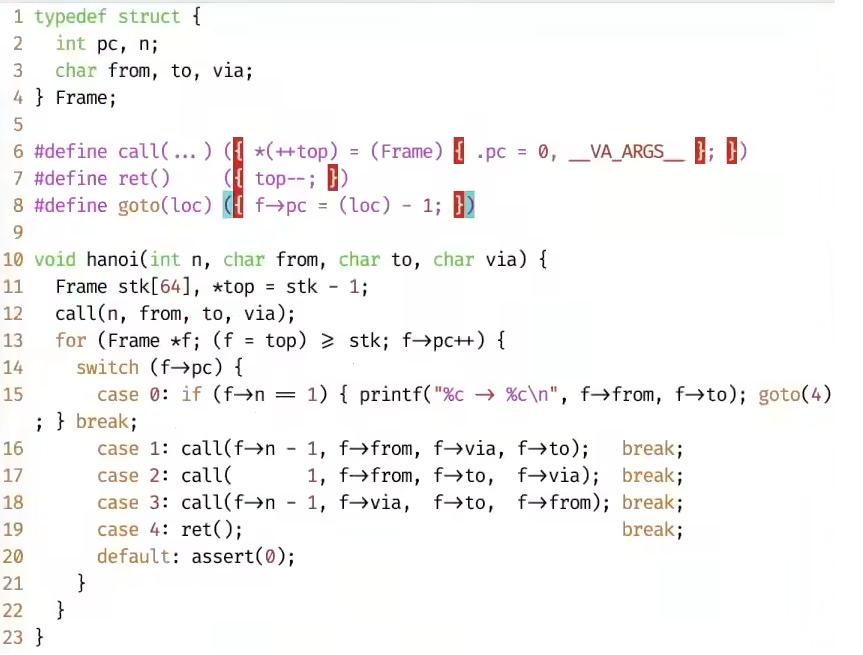 1 typedef struct {
2   int pc, n;
3   char from, to, via;
4 } Frame;
5
6 #define call(...) ({ *(++top) = (Frame) { .pc = 0, __VA_ARGS__ }; })
7 #define ret()     ({ top--; })
8 #define goto(loc) ({ f->pc = (loc) - 1; })
9
10 void hanoi(int n, char from, char to, char via) {
11   Frame stk[64], *top = stk - 1;
12   call(n, from, to, via);
13   for (Frame *f; (f = top) >= stk; f->pc++) {
14     switch (f->pc) {
15       case 0: if (f->n == 1) { printf("%c -> %c\n", f->from, f->to); goto(4)
; } break;
16       case 1: call(f->n - 1, f->from, f->via, f->to);   break;
17       case 2: call(       1, f->from, f->to,  f->via);  break;
18       case 3: call(f->n - 1, f->via,  f->to,  f->from); break;
19       case 4: ret();                                    break;
20       default: assert(0);
21     }
22   }
23 }